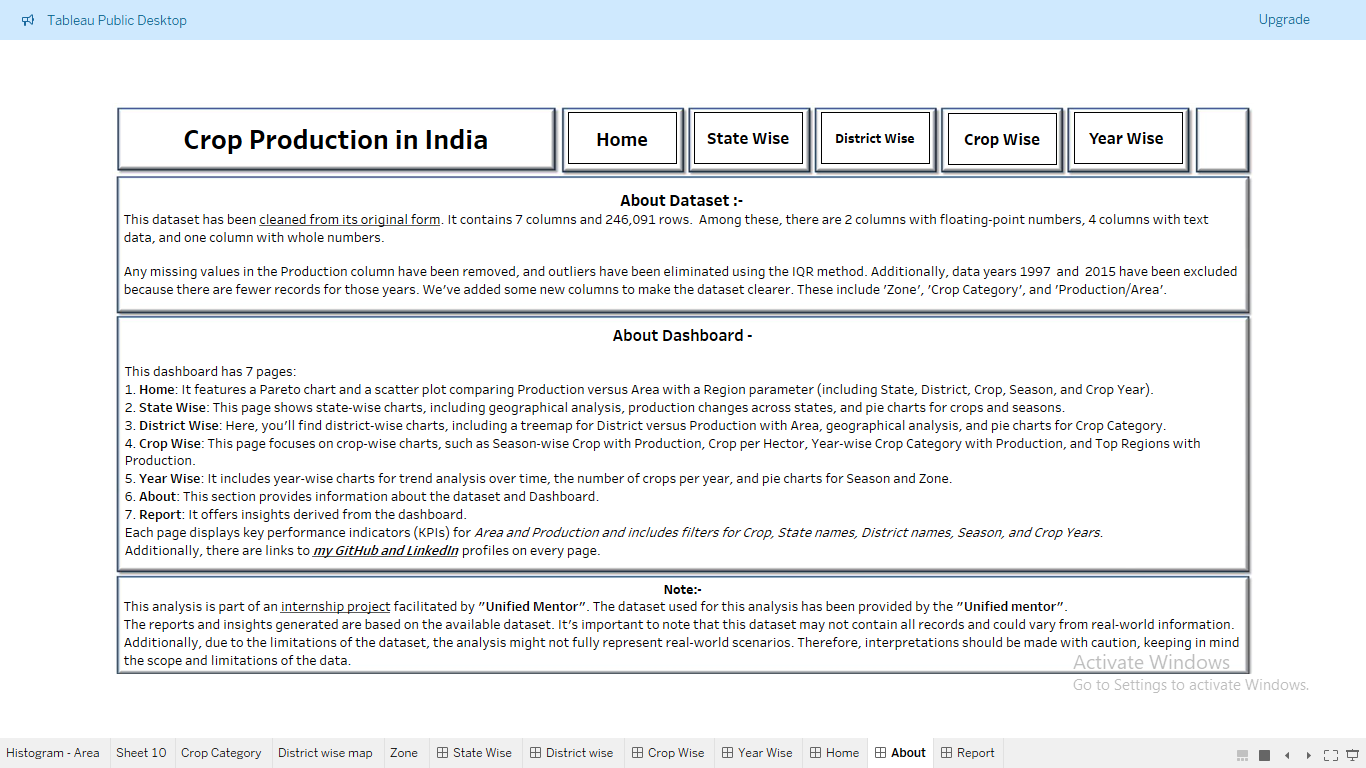 Tableau Public Desktop
Upgrade
Crop Production in India
Home
State Wise
District Wise
Crop Wise
Year Wise
About Dataset :-
This dataset has been cleaned from its original form. It contains 7 columns and 246,091 rows.  Among these, there are 2 columns with floating-point numbers, 4 columns with text
data, and one column with whole numbers.
Any missing values in the Production column have been removed, and outliers have been eliminated using the IQR method. Additionally, data years 1997  and  2015 have been excluded
because there are fewer records for those years. We've added some new columns to make the dataset clearer. These include 'Zone', 'Crop Category', and 'Production/Area'.
About Dashboard -
This dashboard has 7 pages:
1. Home: It features a Pareto chart and a scatter plot comparing Production versus Area with a Region parameter (including State, District, Crop, Season, and Crop Year).
2. State Wise: This page shows state-wise charts, including geographical analysis, production changes across states, and pie charts for crops and seasons.
3. District Wise: Here, you'll find district-wise charts, including a treemap for District versus Production with Area, geographical analysis, and pie charts for Crop Category.
4. Crop Wise: This page focuses on crop-wise charts, such as Season-wise Crop with Production, Crop per Hector, Year-wise Crop Category with Production, and Top Regions with
Production.
5. Year Wise: It includes year-wise charts for trend analysis over time, the number of crops per year, and pie charts for Season and Zone.
6. About: This section provides information about the dataset and Dashboard.
7. Report: It offers insights derived from the dashboard.
Each page displays key performance indicators (KPIs) for Area and Production and includes filters for Crop, State names, District names, Season, and Crop Years.
Additionally, there are links to my GitHub and LinkedIn profiles on every page.
Note:-
This analysis is part of an internship project facilitated by "Unified Mentor". The dataset used for this analysis has been provided by the "Unified mentor".
The reports and insights generated are based on the available dataset. It's important to note that this dataset may not contain all records and could vary from real-world information.
Additionally, due to the limitations of the dataset, the analysis might not fully represent real-world scenarios. Therefore, interpretations should be made with caution, keeping in mind
the scope and limitations of the data.
Activate Windows
Go to Settings to activate Windows.
Histogram - Area
Sheet 10
Crop Category
District wise map
Zone
State Wise
District wise
Crop Wise
Year Wise
Home
About
Report